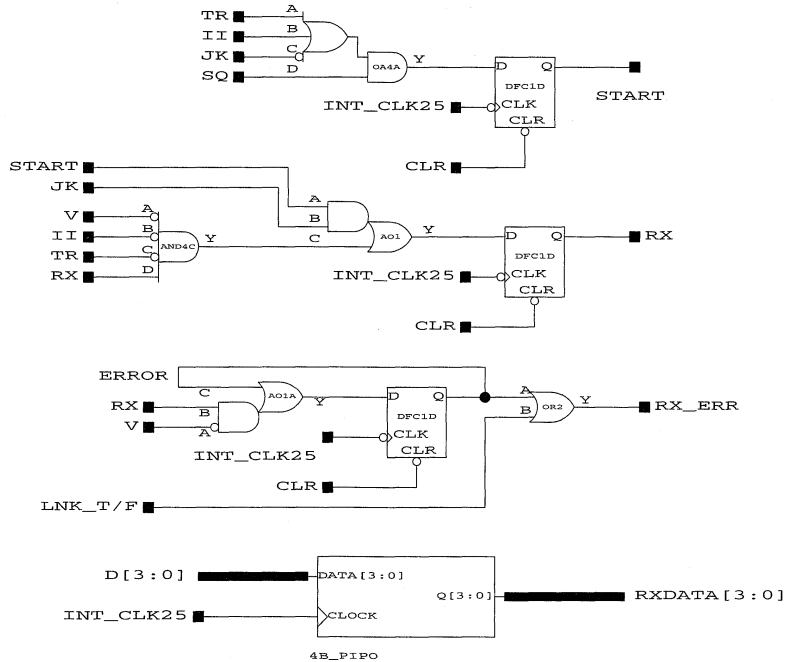 TR A
II B
JK C
SQ D
OA4A Y
D Q
DFC1D
START
INT_CLK25 CLK
CLR
CLR
START
JK
A
B
V A
II B
TR C
RX D
AND4C Y
C
AO1 Y
D Q
RX
DFC1D
INT_CLK25 CLK
CLR
CLR
ERROR
C
RX B
V A
AO1A Y
D Q
DFC1D
CLK
INT_CLK25
CLR
CLR
A
B
OR2 Y
RX_ERR
LNK_T/F
D[3:0] DATA[3:0]
Q[3:0] RXDATA[3:0]
INT_CLK25 CLOCK
4B_PIPO